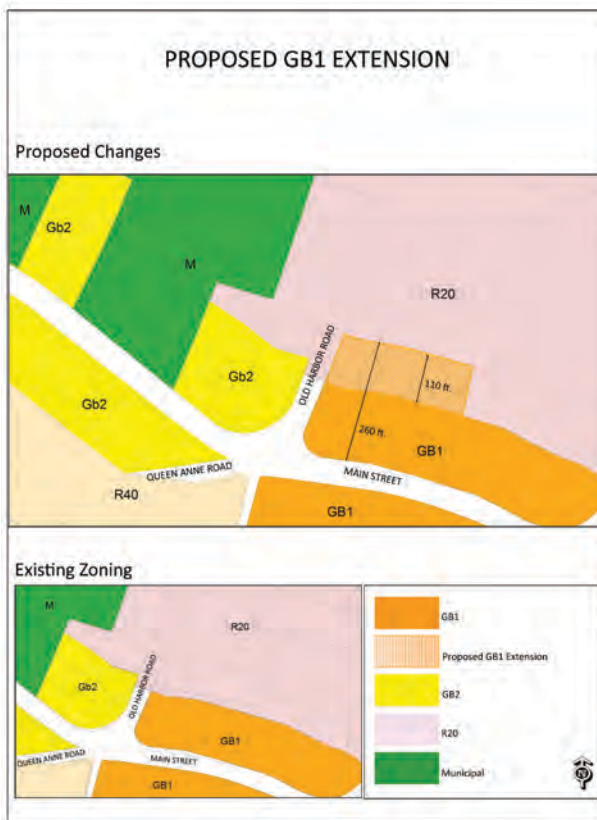 PROPOSED GB1 EXTENSION
Proposed Changes
M
Gb2
M
R20
Gb2
OLD HARBOR ROAD
110 ft.
Gb2
260 ft.
GB1
QUEEN ANNE ROAD
MAIN STREET
R40
GB1
Existing Zoning
M
R20
Gb2
OLD HARBOR ROAD
GB1
QUEEN ANNE ROAD
MAIN STREET
GB1
GB1
Proposed GB1 Extension
GB2
R20
Municipal